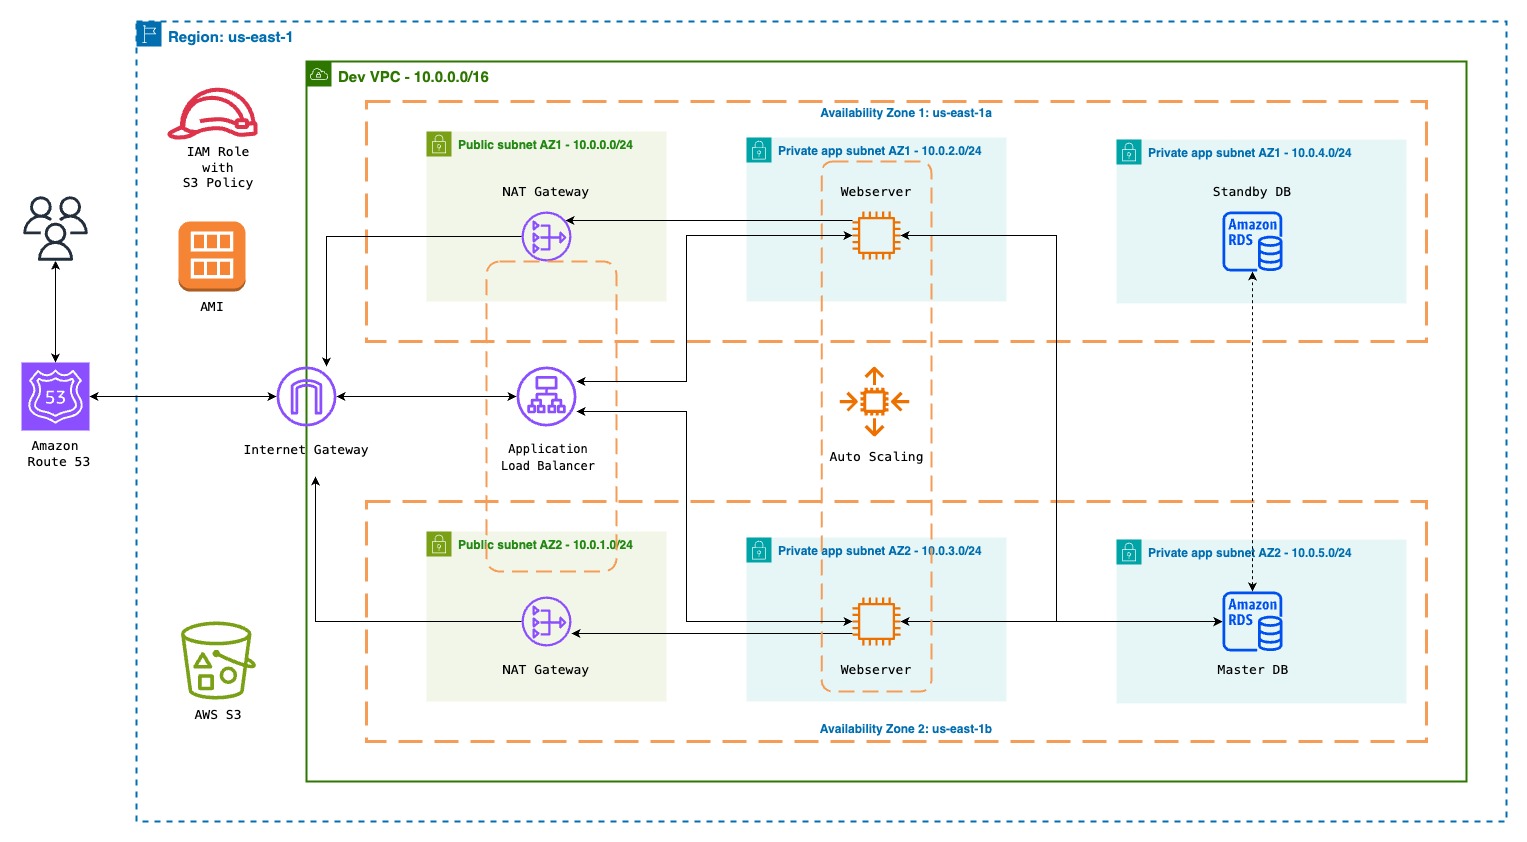 Region: us-east-1
Dev VPC - 10.0.0.0/16
Availability Zone 1: us-east-1a
Public subnet AZ1 - 10.0.0.0/24
Private app subnet AZ1 - 10.0.2.0/24
Private app subnet AZ1 - 10.0.4.0/24
IAM Role
with
S3 Policy
NAT Gateway
Webserver
Standby DB
Amazon
RDS
AMI
53
Amazon
Route 53
Internet Gateway
Application
Load Balancer
Auto Scaling
Public subnet AZ2 - 10.0.1.0/24
Private app subnet AZ2 - 10.0.3.0/24
Private app subnet AZ2 - 10.0.5.0/24
Amazon
RDS
NAT Gateway
Webserver
Master DB
AWS S3
Availability Zone 2: us-east-1b